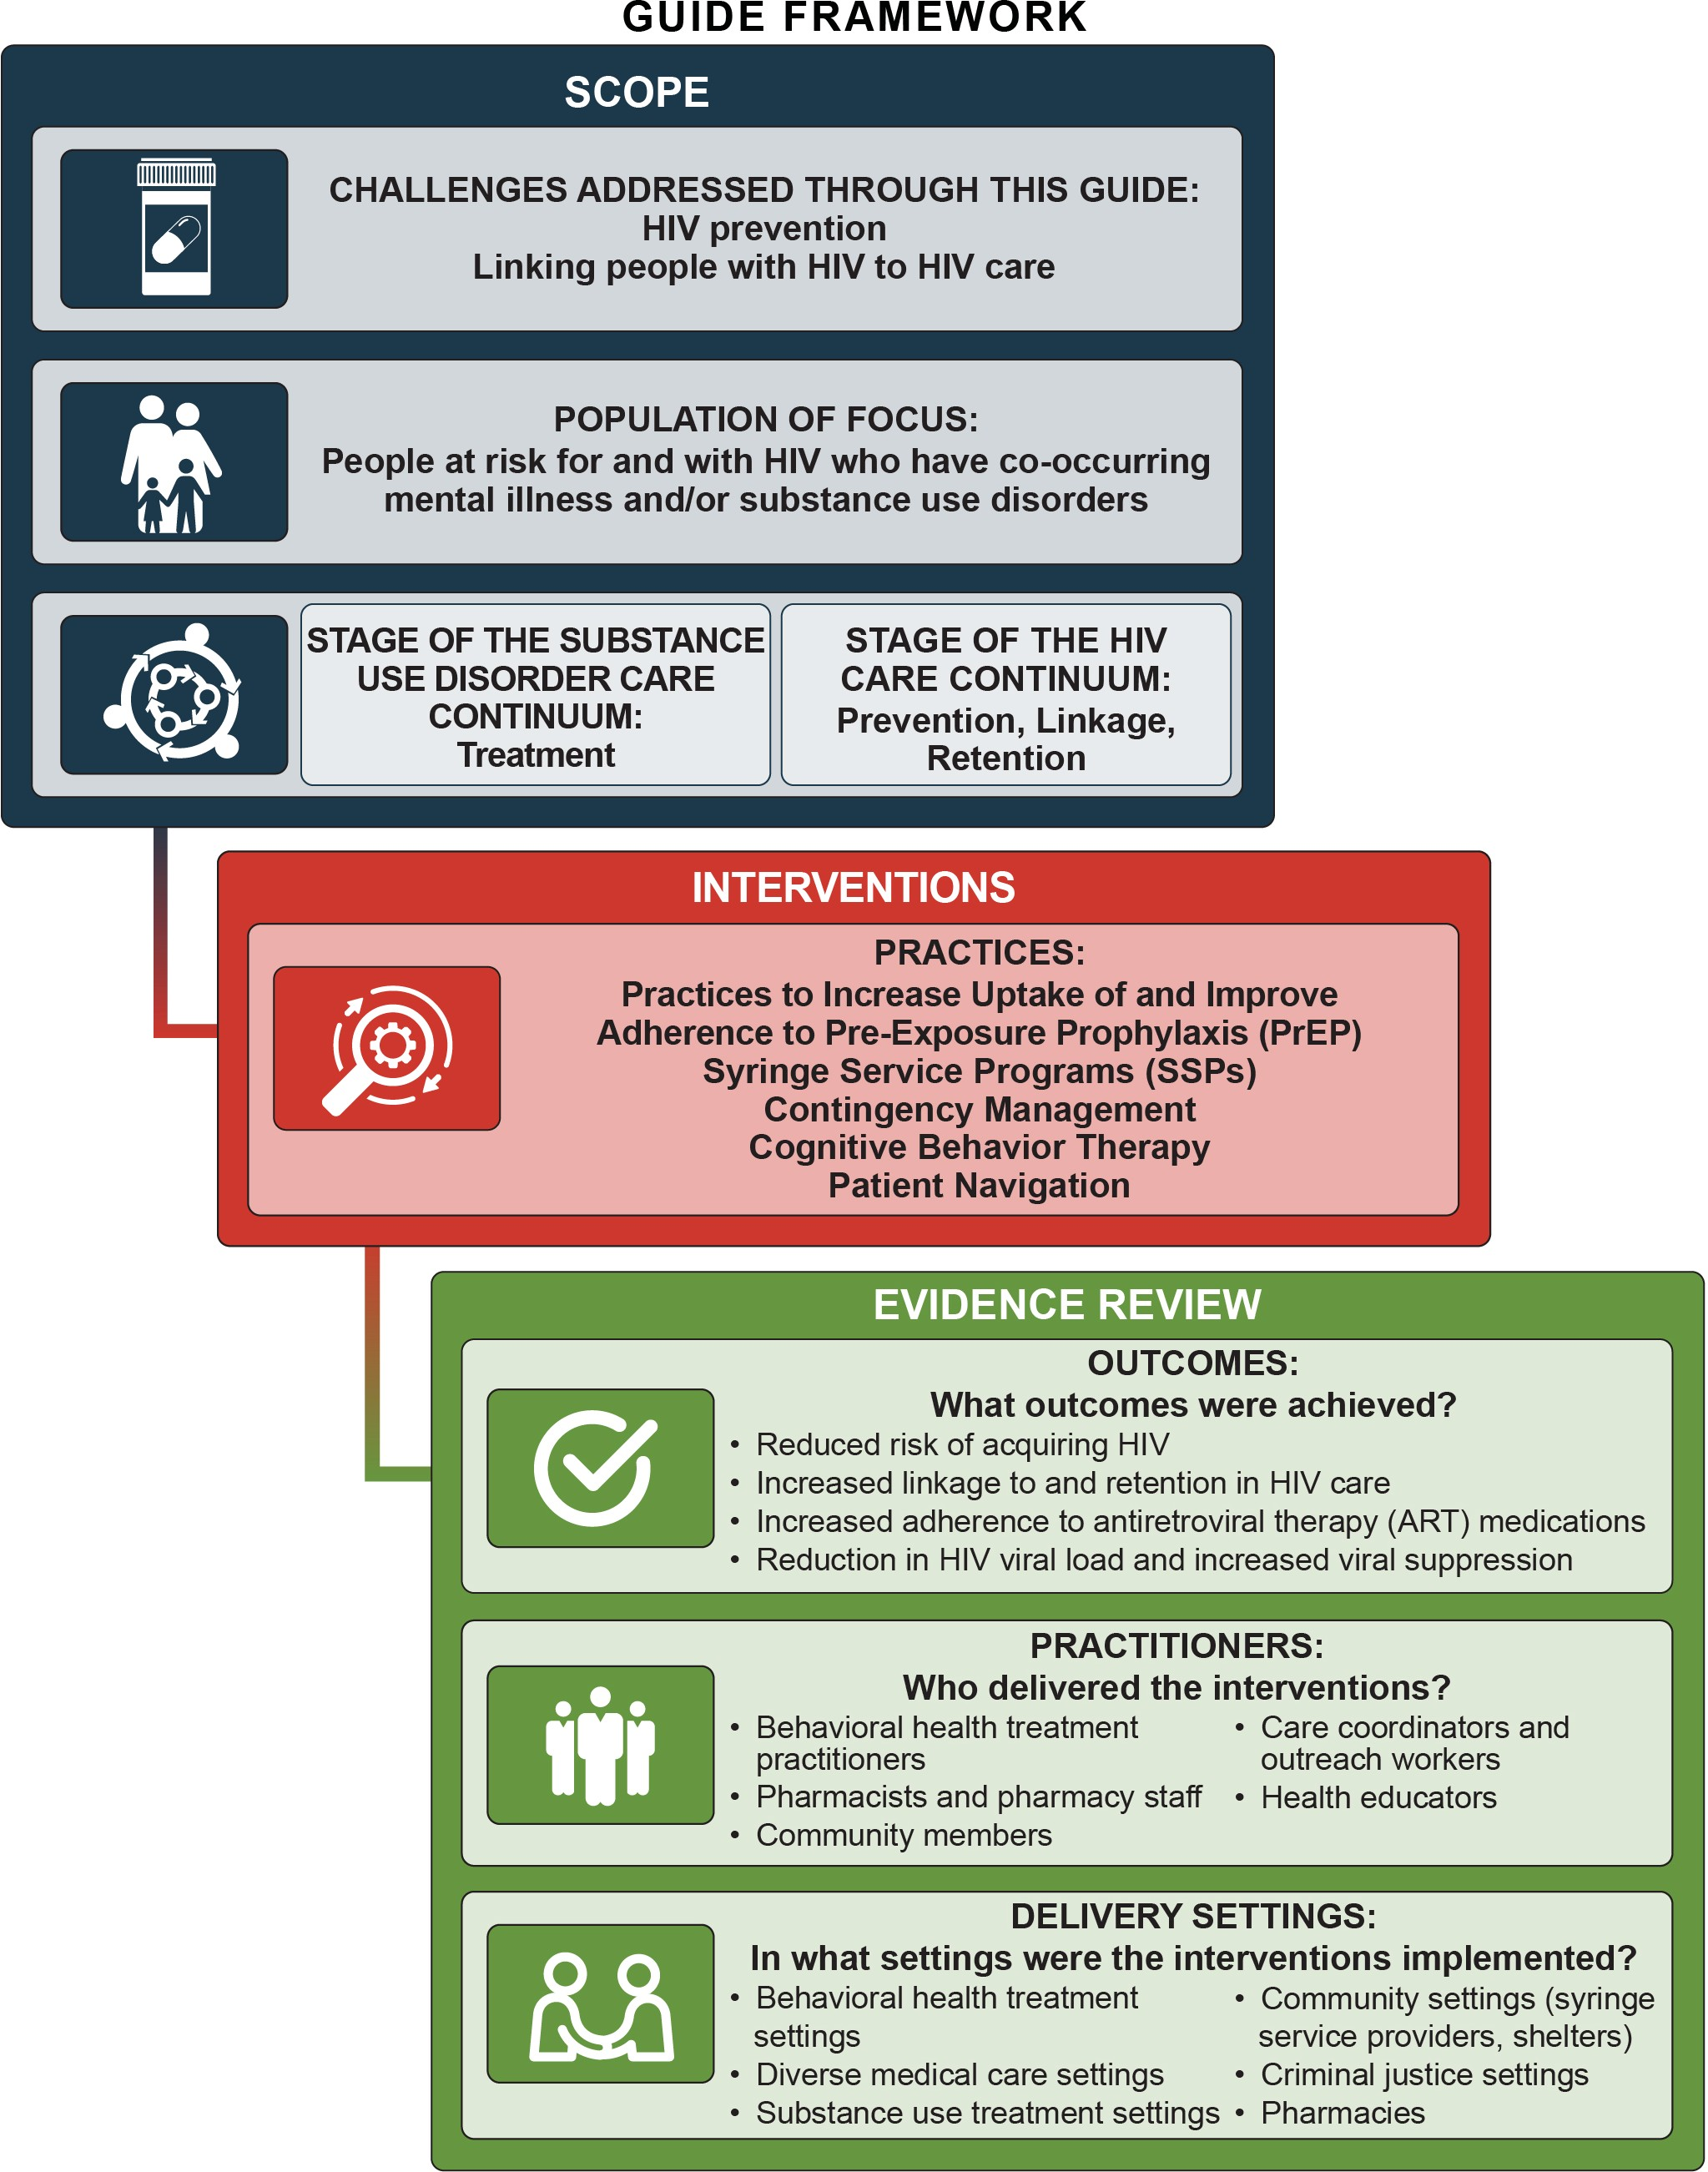 GUIDE FRAMEWORK
SCOPE
CHALLENGES ADDRESSED THROUGH THIS GUIDE:
HIV prevention
Linking people with HIV to HIV care
POPULATION OF FOCUS:
People at risk for and with HIV who have co-occurring
mental illness and/or substance use disorders
STAGE OF THE SUBSTANCE
USE DISORDER CARE
CONTINUUM:
Treatment
STAGE OF THE HIV
CARE CONTINUUM:
Prevention, Linkage,
Retention
INTERVENTIONS
PRACTICES:
Practices to Increase Uptake of and Improve
Adherence to Pre-Exposure Prophylaxis (PrEP)
Syringe Service Programs (SSPs)
Contingency Management
Cognitive Behavior Therapy
Patient Navigation
EVIDENCE REVIEW
OUTCOMES:
What outcomes were achieved?
• Reduced risk of acquiring HIV
• Increased linkage to and retention in HIV care
• Increased adherence to antiretroviral therapy (ART) medications
• Reduction in HIV viral load and increased viral suppression
PRACTITIONERS:
Who delivered the interventions?
• Behavioral health treatment
practitioners
• Pharmacists and pharmacy staff
• Community members
• Care coordinators and
outreach workers
• Health educators
DELIVERY SETTINGS:
In what settings were the interventions implemented?
• Behavioral health treatment
settings
• Diverse medical care settings
• Substance use treatment settings
• Community settings (syringe
service providers, shelters)
• Criminal justice settings
• Pharmacies